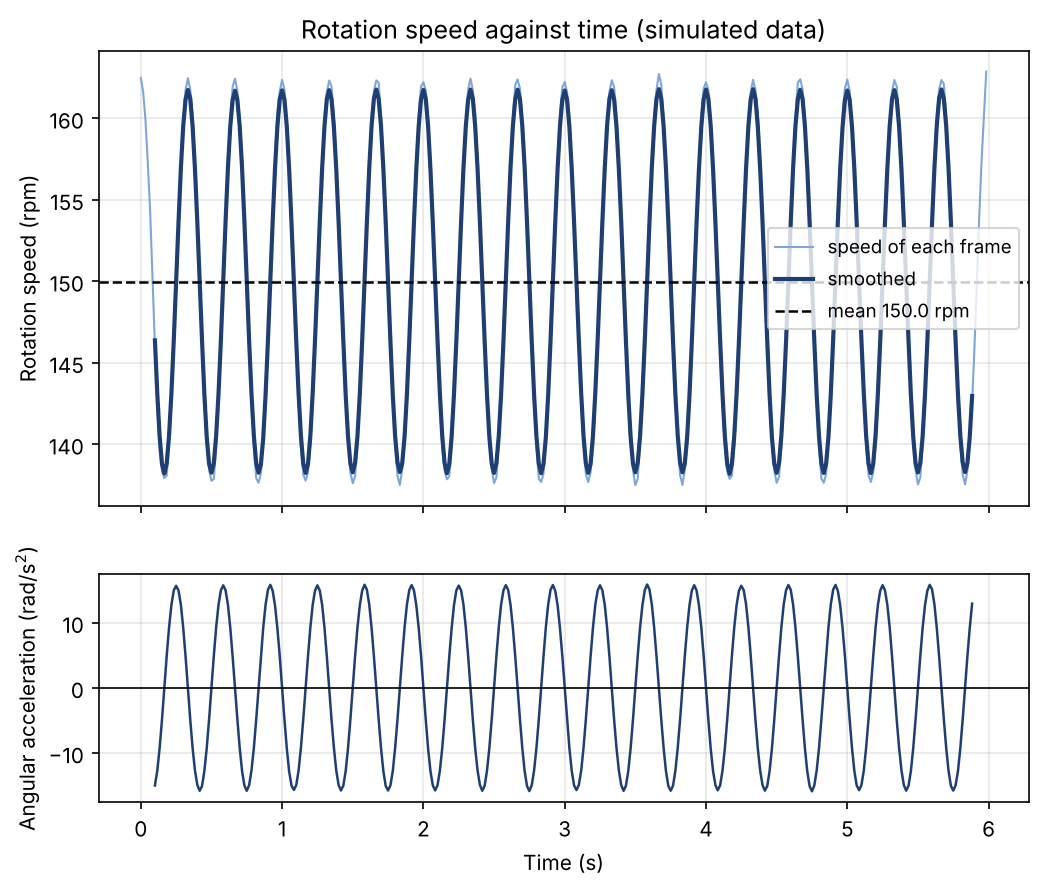 Rotation speed against time (simulated data)
Rotation speed (rpm)
160
155
150
145
140
speed of each frame
smoothed
mean 150.0 rpm
Angular acceleration (rad/s²)
10
0
−10
0 1 2 3 4 5 6
Time (s)